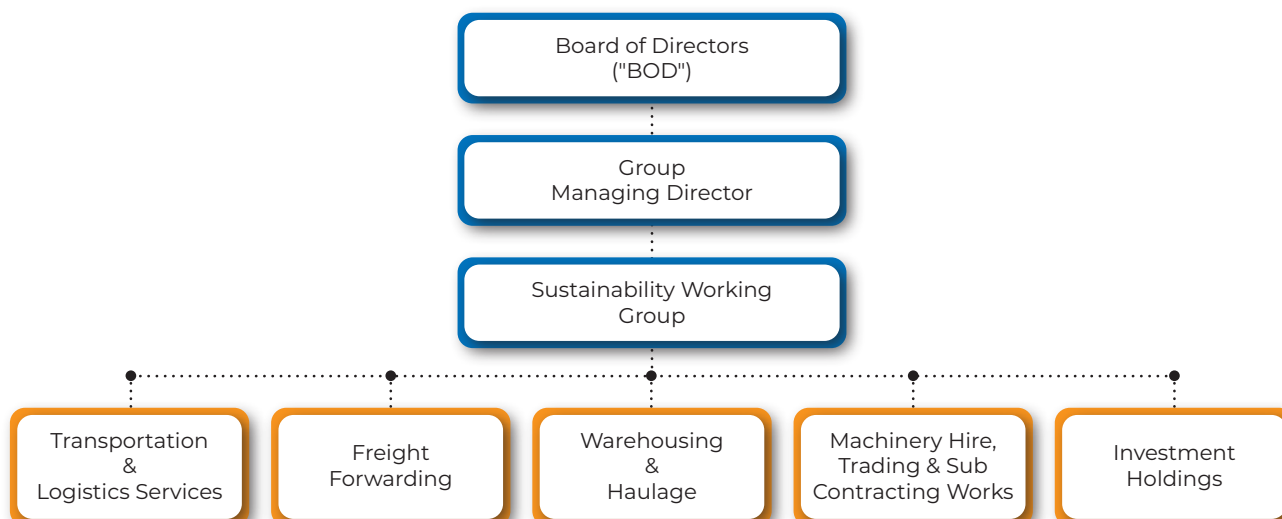 Board of Directors
("BOD")
Group
Managing Director
Sustainability Working
Group
Transportation
&
Logistics Services
Freight
Forwarding
Warehousing
&
Haulage
Machinery Hire,
Trading & Sub
Contracting Works
Investment
Holdings